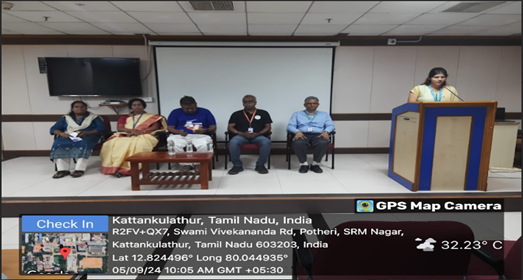 GPS Map Camera
Check In
Kattankulathur, Tamil Nadu, India
R2FV+QX7, Swami Vivekananda Rd, Potheri, SRM Nagar,
Kattankulathur, Tamil Nadu 603203, India
Lat 12.824496° Long 80.044935°
05/09/24 10:05 AM GMT +05:30
32.23° C